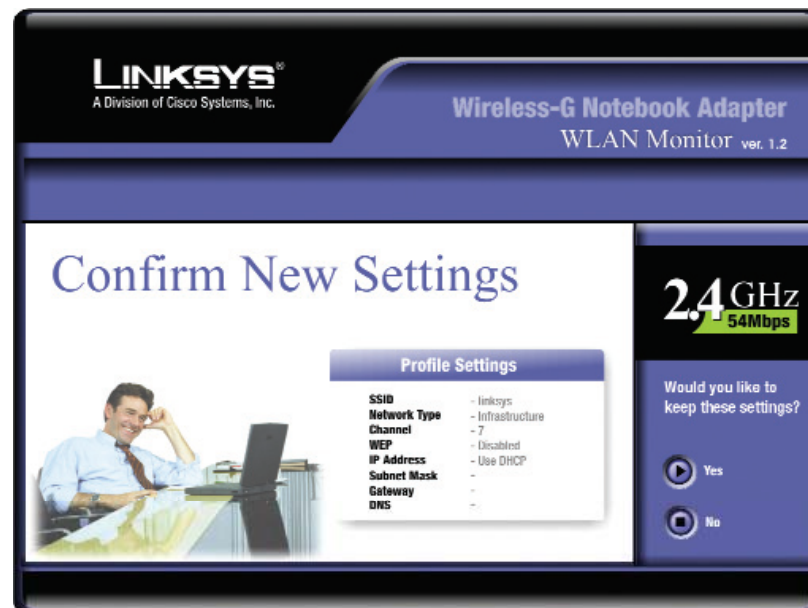 LINKSYS®
A Division of Cisco Systems, Inc.
Wireless-G Notebook Adapter
WLAN Monitor ver. 1.2
Confirm New Settings
2.4 GHz
54Mbps
Profile Settings
SSID - linksys
Network Type - Infrastructure
Channel - 7
WEP - Disabled
IP Address - Use DHCP
Subnet Mask -
Gateway -
DNS -
Would you like to
keep these settings?
Yes
No